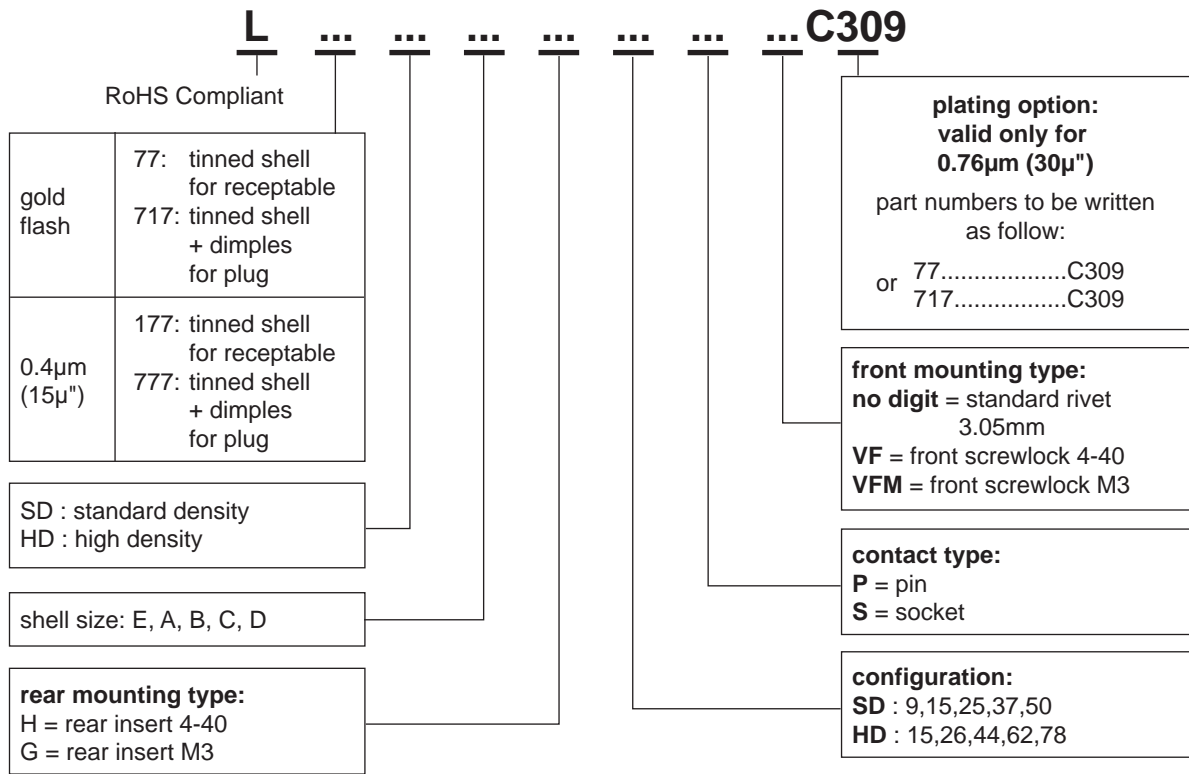 L ... ... ... ... ... ... ... C309
RoHS Compliant
gold
flash
77: tinned shell
for receptable
717: tinned shell
+ dimples
for plug
0.4µm
(15µ")
177: tinned shell
for receptable
777: tinned shell
+ dimples
for plug
SD : standard density
HD : high density
shell size: E, A, B, C, D
rear mounting type:
H = rear insert 4-40
G = rear insert M3
plating option:
valid only for
0.76µm (30µ")
part numbers to be written
as follow:
77...................C309
or
717.................C309
front mounting type:
no digit = standard rivet
3.05mm
VF = front screwlock 4-40
VFM = front screwlock M3
contact type:
P = pin
S = socket
configuration:
SD : 9,15,25,37,50
HD : 15,26,44,62,78